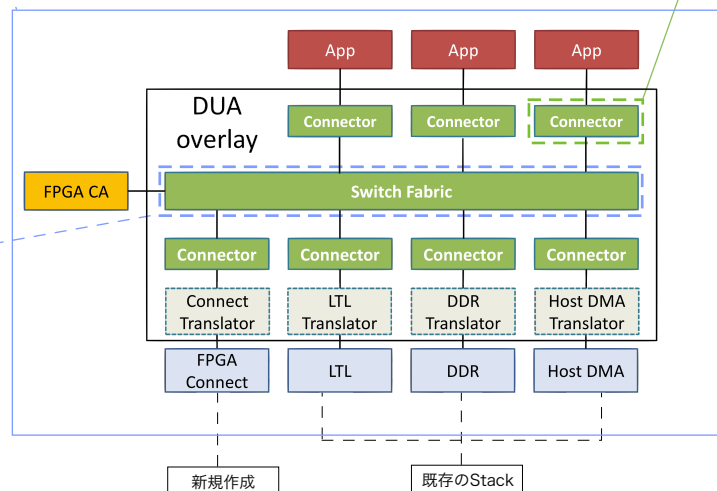 App
App
App
DUA
overlay
Connector
Connector
Connector
FPGA CA
Switch Fabric
Connector
Connector
Connector
Connector
Connect
Translator
LTL
Translator
DDR
Translator
Host DMA
Translator
FPGA
Connect
LTL
DDR
Host DMA
新規作成
既存のStack